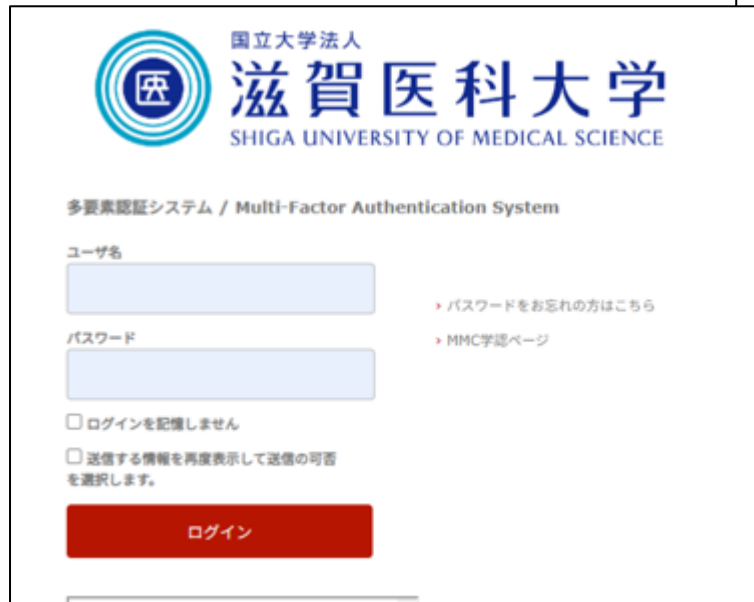 国立大学法人
滋賀医科大学
SHIGA UNIVERSITY OF MEDICAL SCIENCE
多要素認証システム / Multi-Factor Authentication System
ユーザ名
› パスワードをお忘れの方はこちら
パスワード
› MMC学認ページ
ログインを記憶しません
送信する情報を再度表示して送信の可否
を選択します。
ログイン